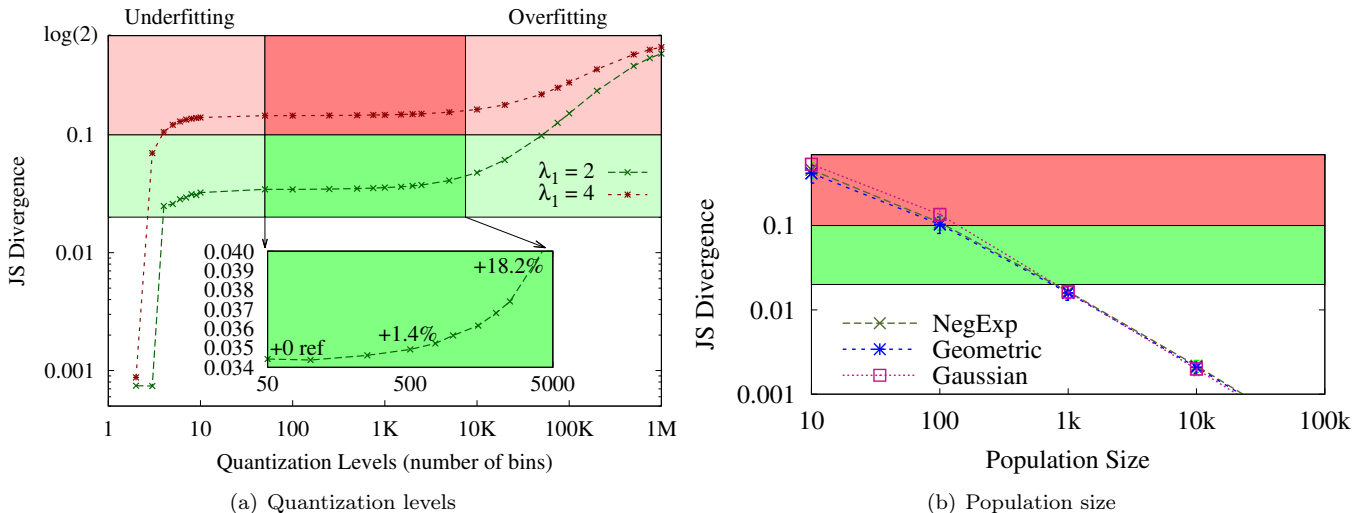 Underfitting
Overfitting
log(2)
0.1
0.01
0.001
JS Divergence
λ₁ = 2
λ₁ = 4
0.040
0.039
0.038
0.037
0.036
0.035
0.034
+18.2%
+1.4%
+0 ref
50
500
5000
1
10
100
1K
10K
100K
1M
Quantization Levels (number of bins)
(a) Quantization levels
JS Divergence
0.1
0.01
0.001
NegExp
Geometric
Gaussian
10
100
1k
10k
100k
Population Size
(b) Population size